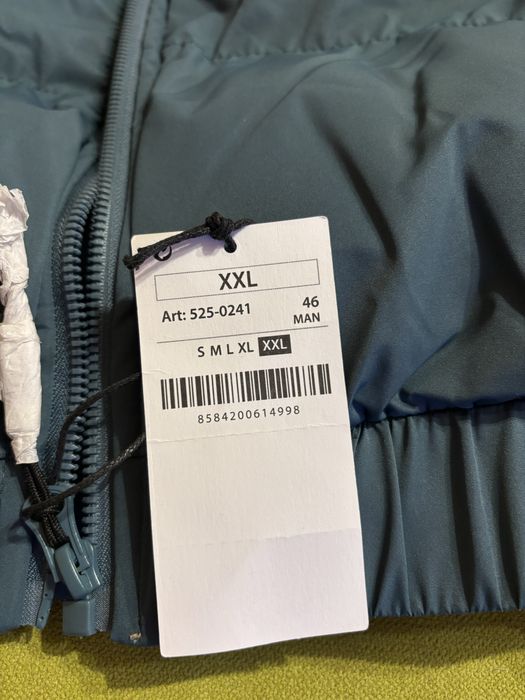 XXL
Art: 525-0241 46
MAN
S M L XL XXL
8584200614998